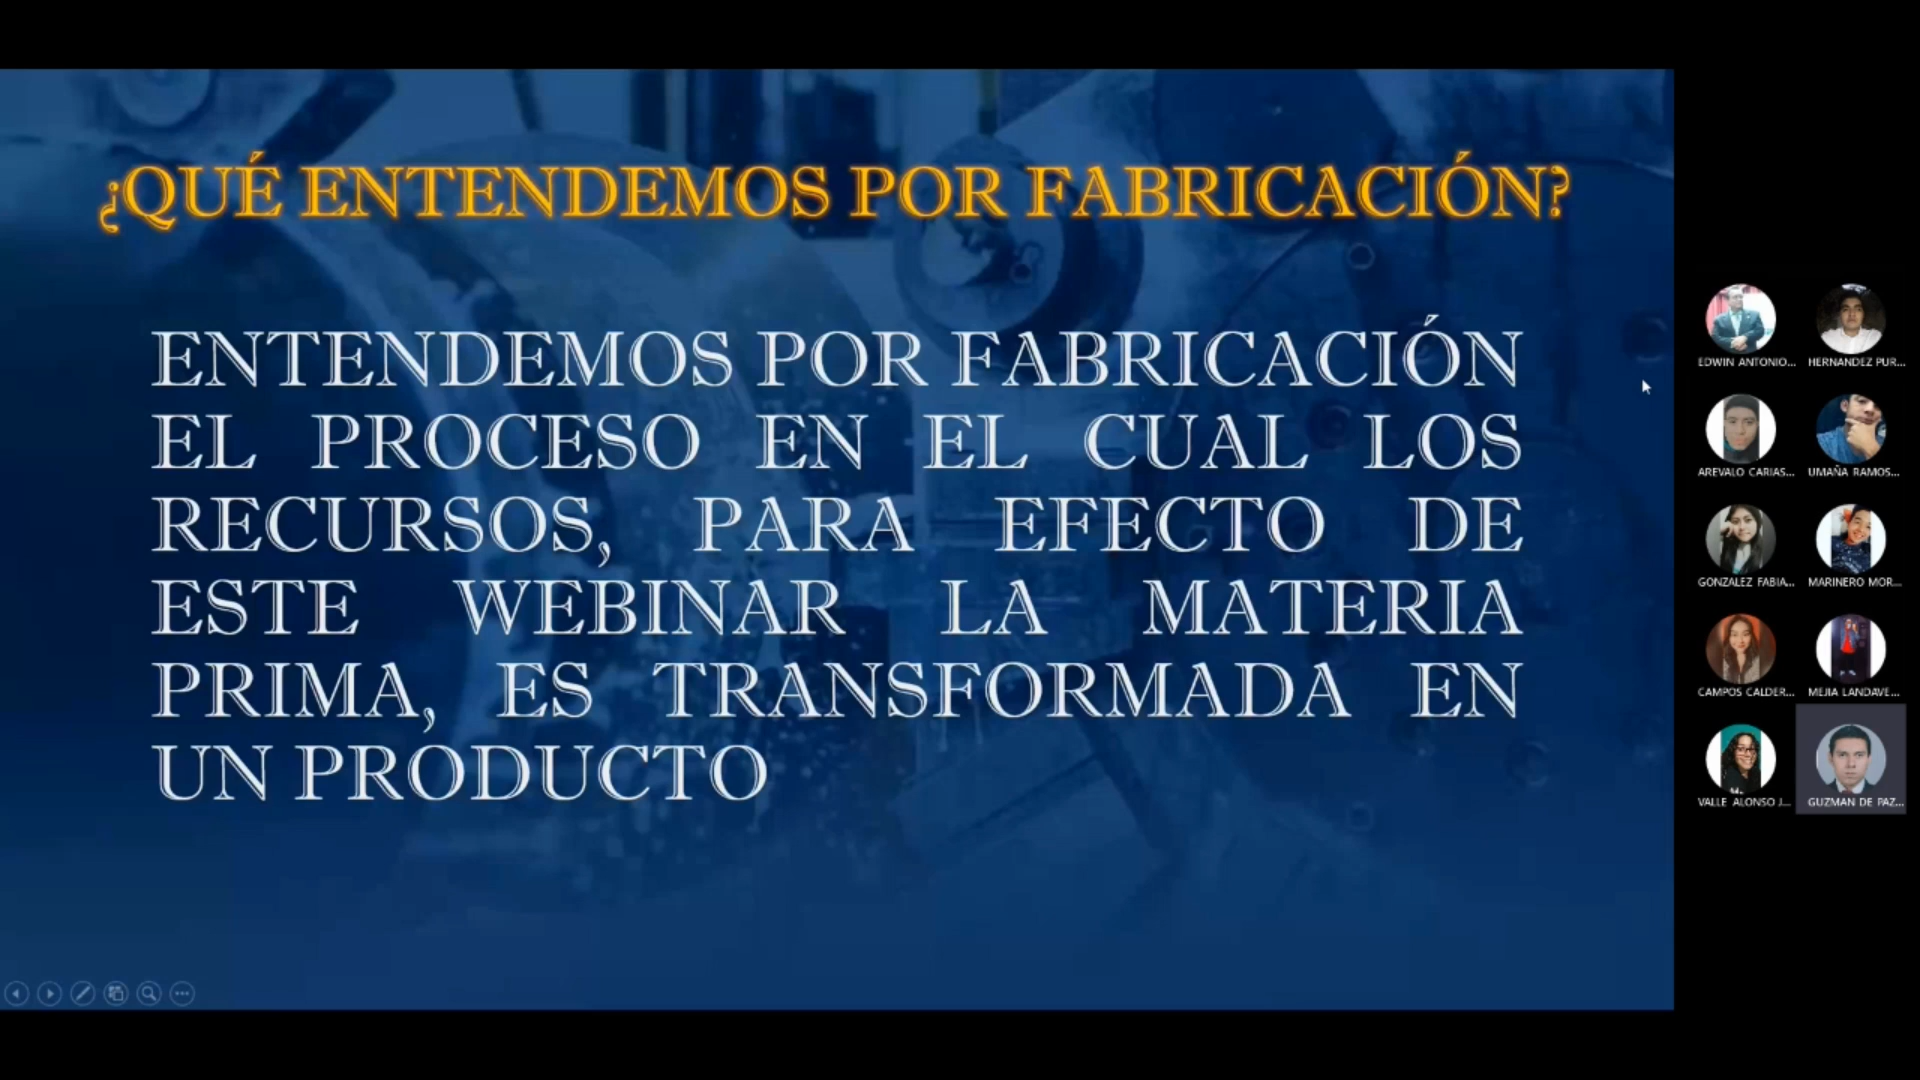 ¿QUÉ ENTENDEMOS POR FABRICACIÓN?
ENTENDEMOS POR FABRICACIÓN
EL PROCESO EN EL CUAL LOS
RECURSOS, PARA EFECTO DE
ESTE WEBINAR LA MATERIA
PRIMA, ES TRANSFORMADA EN
UN PRODUCTO
EDWIN ANTONIO... HERNANDEZ PUR...
AREVALO CARIAS... UMAÑA RAMOS...
GONZALEZ FABIA... MARINERO MOR...
CAMPOS CALDER... MEJIA LANDAVE...
VALLE ALONSO J... GUZMAN DE PAZ...